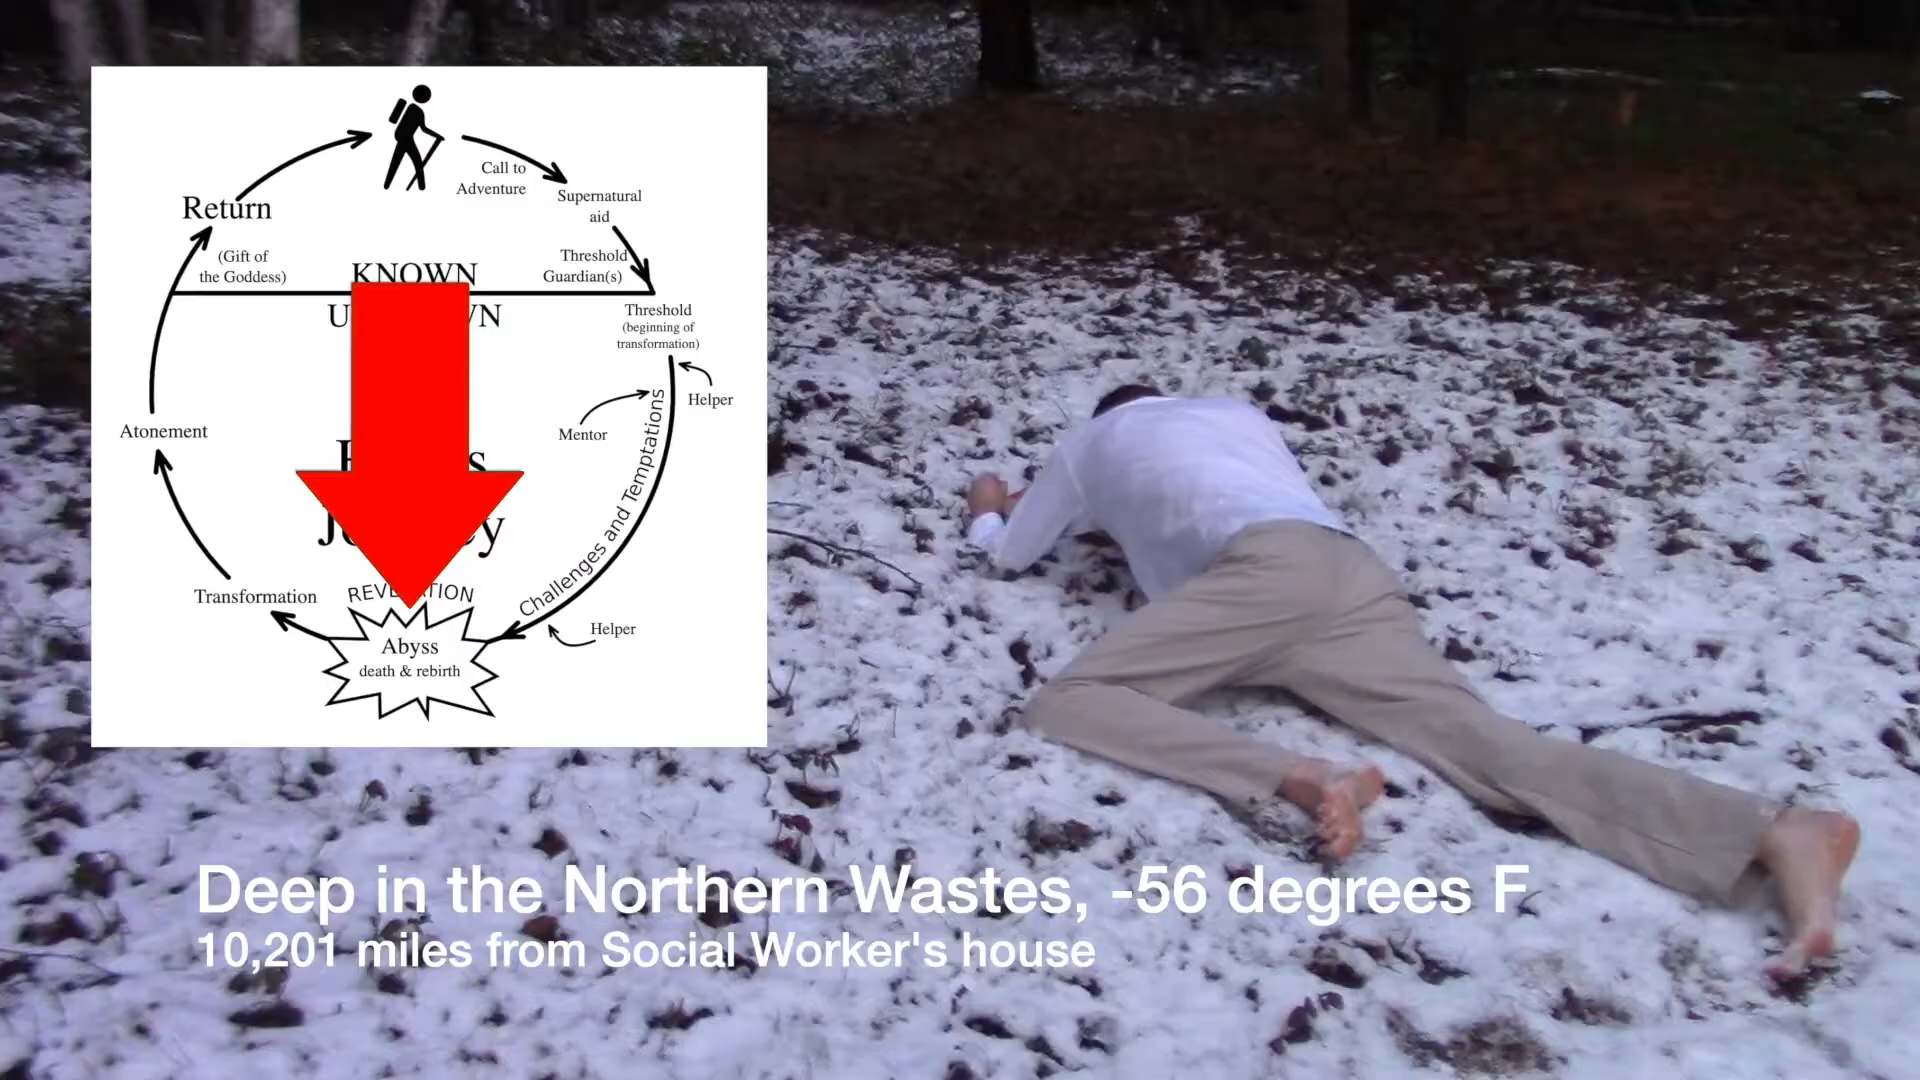 Call to
Adventure
Supernatural
aid
Return
(Gift of
the Goddess)
KNOWN
Threshold
Guardian(s)
Threshold
(beginning of
transformation)
Helper
Mentor
Challenges and Temptations
Atonement
Transformation
Helper
Abyss
death & rebirth
Deep in the Northern Wastes, -56 degrees F
10,201 miles from Social Worker's house